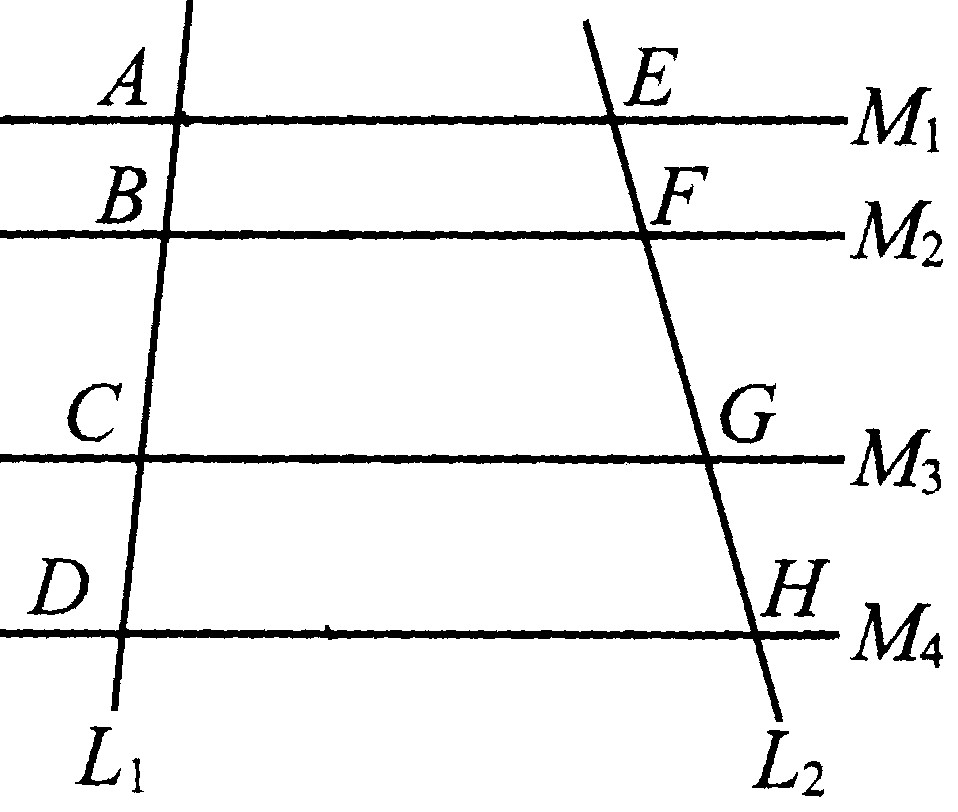 A E M₁
B F M₂
C G M₃
D H M₄
L₁ L₂